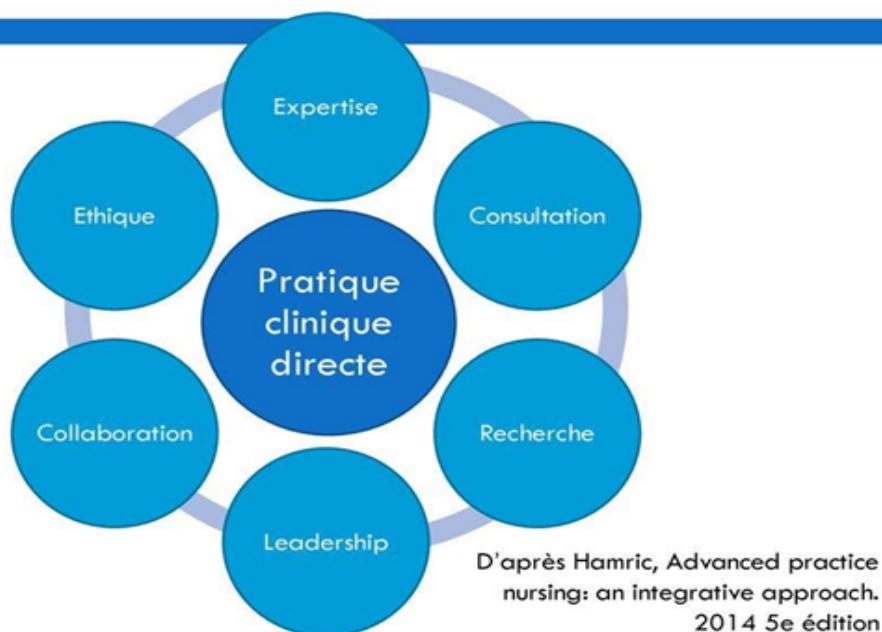 Expertise
Ethique
Consultation
Pratique
clinique
directe
Collaboration
Recherche
Leadership
D'après Hamric, Advanced practice
nursing: an integrative approach.
2014 5e édition